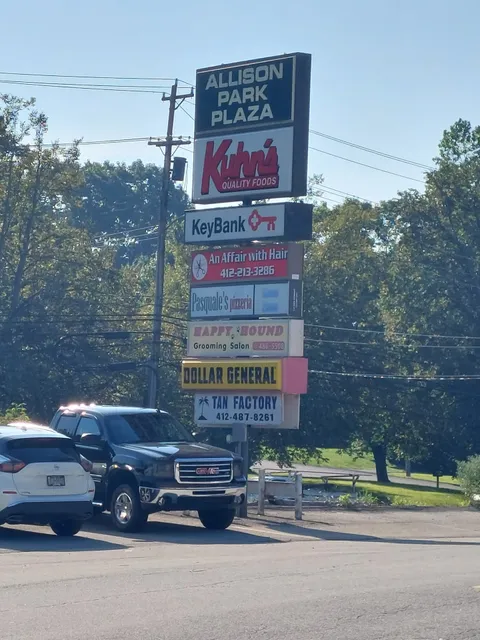 ALLISON
PARK
PLAZA
Kuhn's
QUALITY FOODS
KeyBank
An Affair with Hair
412-213-3286
Pasquale's pizzeria
HAPPY HOUND
Grooming Salon
DOLLAR GENERAL
TAN FACTORY
412-487-8261
GMC